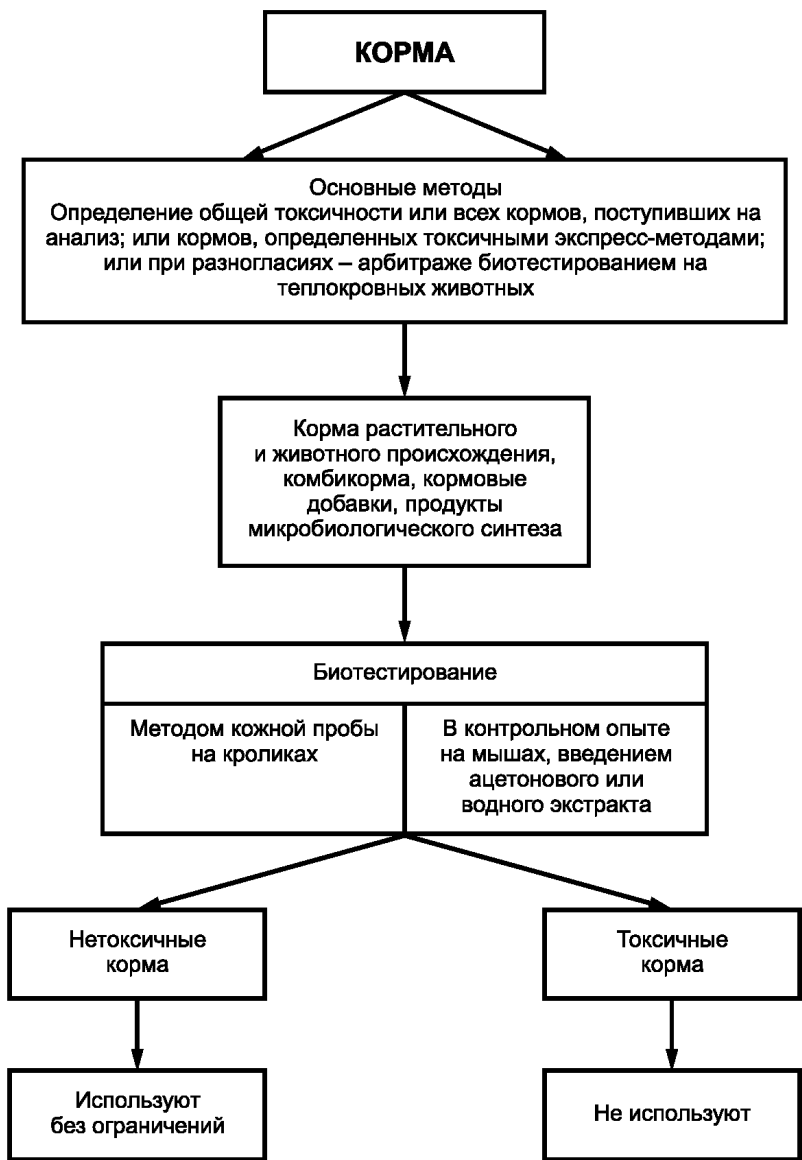 КОРМА
Основные методы
Определение общей токсичности или всех кормов, поступивших на
анализ; или кормов, определенных токсичными экспресс-методами;
или при разногласиях – арбитраже биотестированием на
теплокровных животных
Корма растительного
и животного происхождения,
комбикорма, кормовые
добавки, продукты
микробиологического синтеза
Биотестирование
Методом кожной пробы
на кроликах
В контрольном опыте
на мышах, введением
ацетонового или
водного экстракта
Нетоксичные
корма
Токсичные
корма
Используют
без ограничений
Не используют